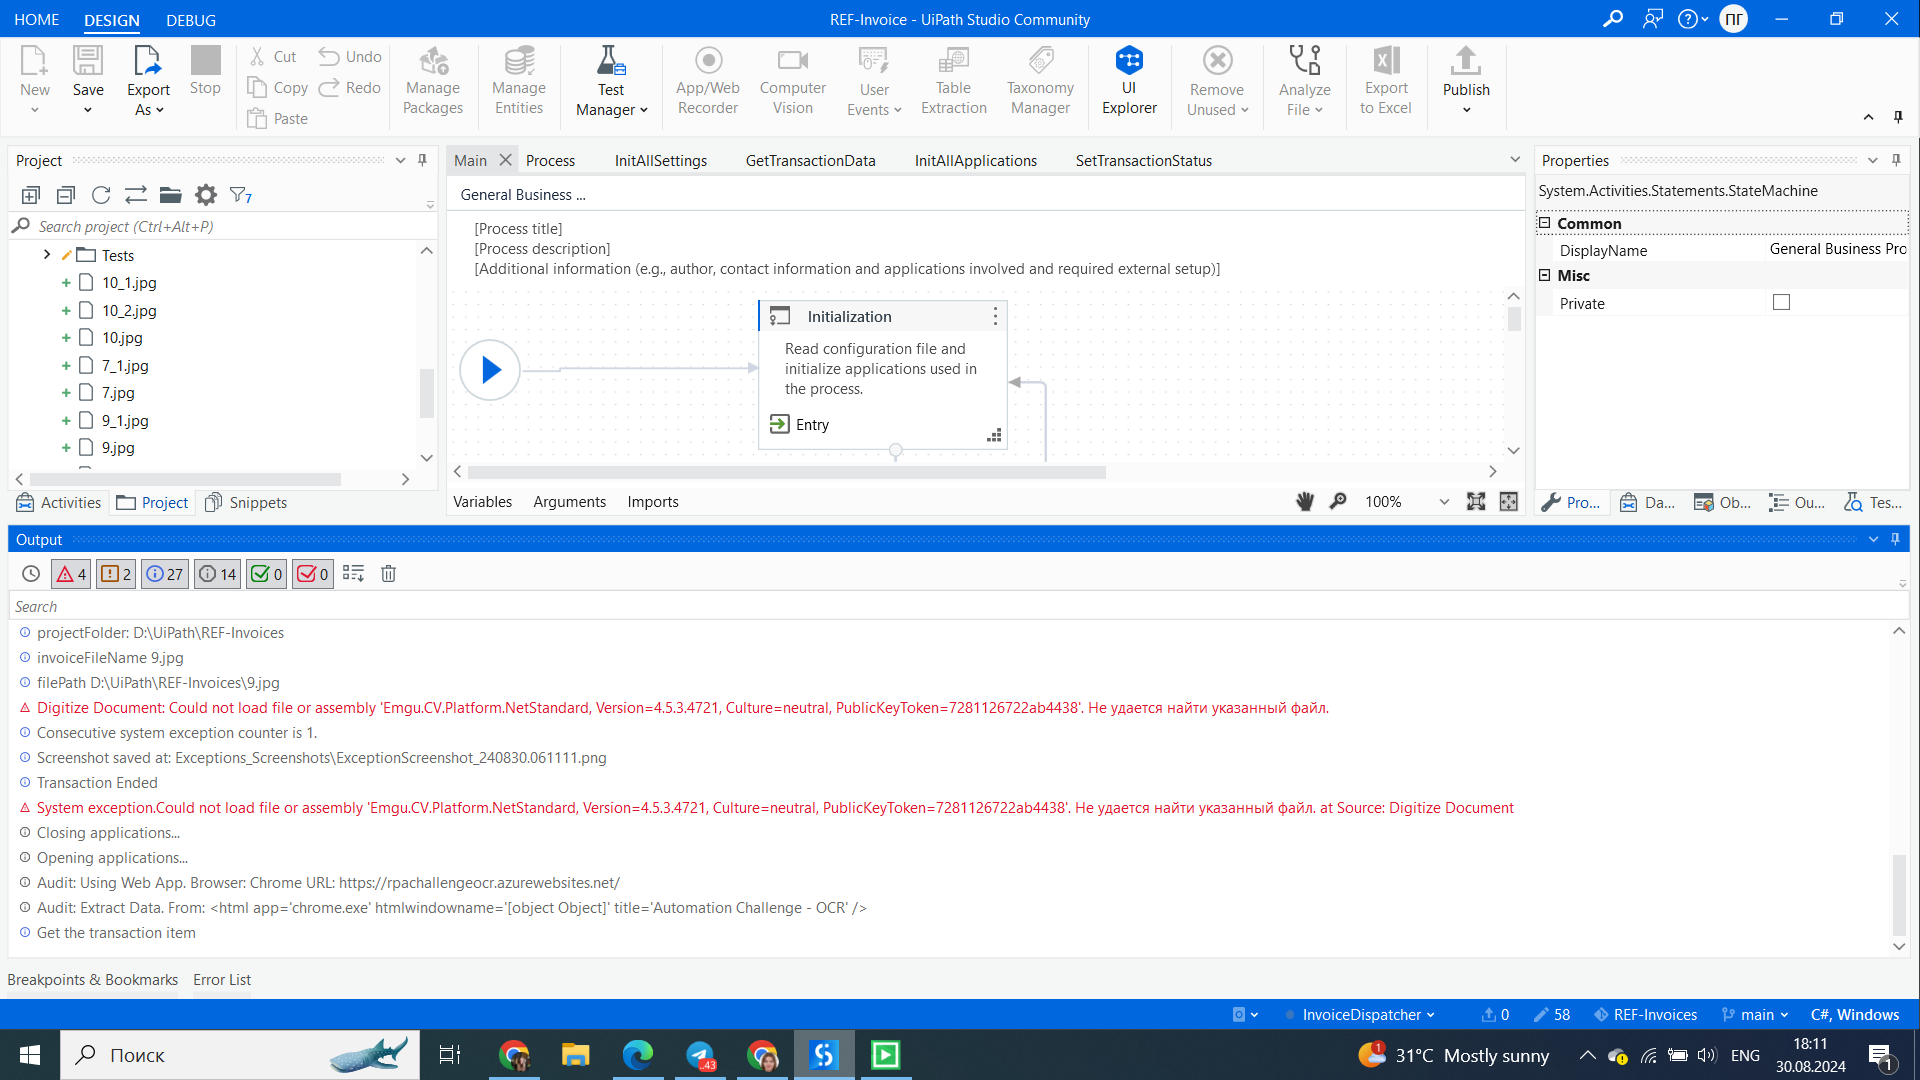 HOME DESIGN DEBUG
REF-Invoice - UiPath Studio Community
ПГ
New
Save
Export As
Stop
Cut
Copy
Paste
Undo
Redo
Manage Packages
Manage Entities
Test Manager
App/Web Recorder
Computer Vision
User Events
Table Extraction
Taxonomy Manager
UI Explorer
Remove Unused
Analyze File
Export to Excel
Publish
Project
7
Search project (Ctrl+Alt+P)
Tests
10_1.jpg
10_2.jpg
10.jpg
7_1.jpg
7.jpg
9_1.jpg
9.jpg
Activities Project Snippets
Main Process InitAllSettings GetTransactionData InitAllApplications SetTransactionStatus
General Business ...
[Process title]
[Process description]
[Additional information (e.g., author, contact information and applications involved and required external setup)]
Initialization
Read configuration file and
initialize applications used in
the process.
Entry
Variables Arguments Imports
100%
Properties
System.Activities.Statements.StateMachine
Common
DisplayName General Business Pro
Misc
Private
Pro... Da... Ob... Ou... Tes...
Output
4 2 27 14 0 0
Search
projectFolder: D:\UiPath\REF-Invoices
invoiceFileName 9.jpg
filePath D:\UiPath\REF-Invoices\9.jpg
Digitize Document: Could not load file or assembly 'Emgu.CV.Platform.NetStandard, Version=4.5.3.4721, Culture=neutral, PublicKeyToken=7281126722ab4438'. Не удается найти указанный файл.
Consecutive system exception counter is 1.
Screenshot saved at: Exceptions_Screenshots\ExceptionScreenshot_240830.061111.png
Transaction Ended
System exception.Could not load file or assembly 'Emgu.CV.Platform.NetStandard, Version=4.5.3.4721, Culture=neutral, PublicKeyToken=7281126722ab4438'. Не удается найти указанный файл. at Source: Digitize Document
Closing applications...
Opening applications...
Audit: Using Web App. Browser: Chrome URL: https://rpachallengeocr.azurewebsites.net/
Audit: Extract Data. From: <html app='chrome.exe' htmlwindowname='[object Object]' title='Automation Challenge - OCR' />
Get the transaction item
Breakpoints & Bookmarks Error List
InvoiceDispatcher 0 58 REF-Invoices main C#, Windows
Поиск
.43
1
31°C Mostly sunny
ENG
18:11
30.08.2024
1